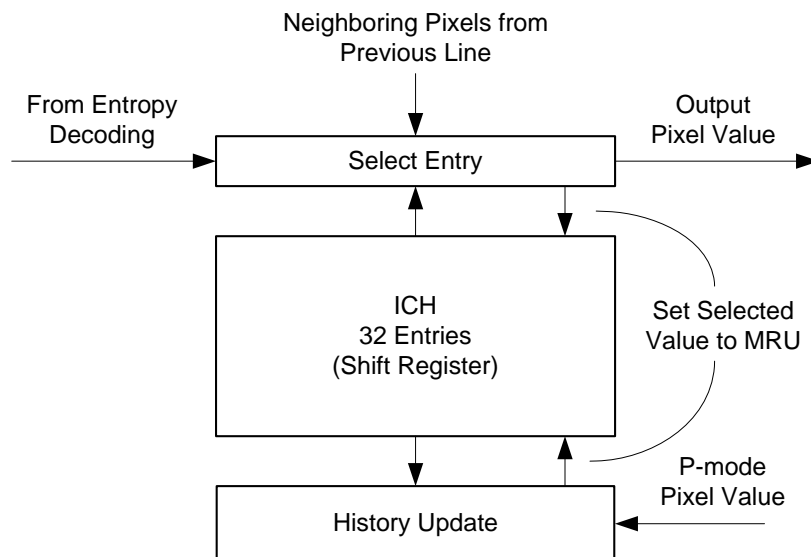 Neighboring Pixels from
Previous Line
From Entropy
Decoding
Output
Pixel Value
Select Entry
ICH
32 Entries
(Shift Register)
Set Selected
Value to MRU
P-mode
Pixel Value
History Update